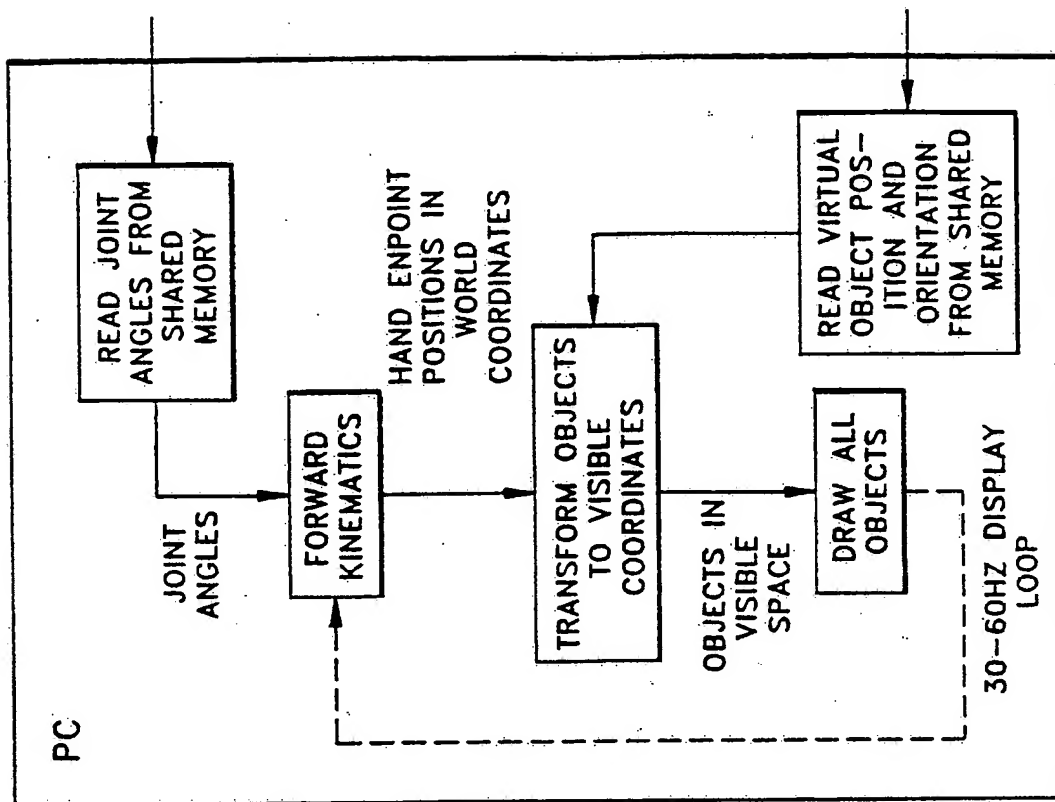 PC
READ JOINT
ANGLES FROM
SHARED
MEMORY
JOINT
ANGLES
FORWARD
KINEMATICS
HAND ENPOINT
POSITIONS IN
WORLD
COORDINATES
TRANSFORM OBJECTS
TO VISIBLE
COORDINATES
READ VIRTUAL
OBJECT POS–
ITION AND
ORIENTATION
FROM SHARED
MEMORY
OBJECTS IN
VISIBLE
SPACE
DRAW ALL
OBJECTS
30–60HZ DISPLAY
LOOP